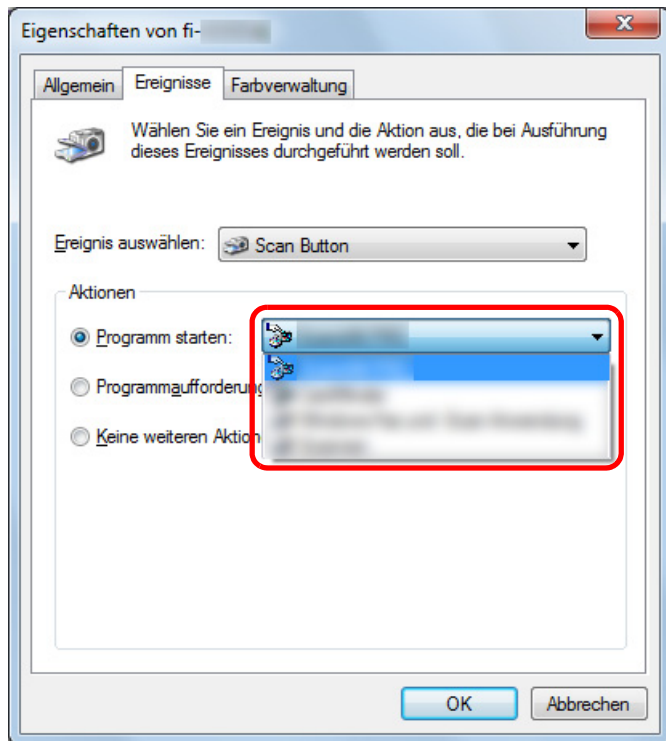 Eigenschaften von fi-
Allgemein Ereignisse Farbverwaltung
Wählen Sie ein Ereignis und die Aktion aus, die bei Ausführung
dieses Ereignisses durchgeführt werden soll.
Ereignis auswählen: Scan Button
Aktionen
Programm starten:
Programmaufforderung
Keine weiteren Aktion
OK Abbrechen